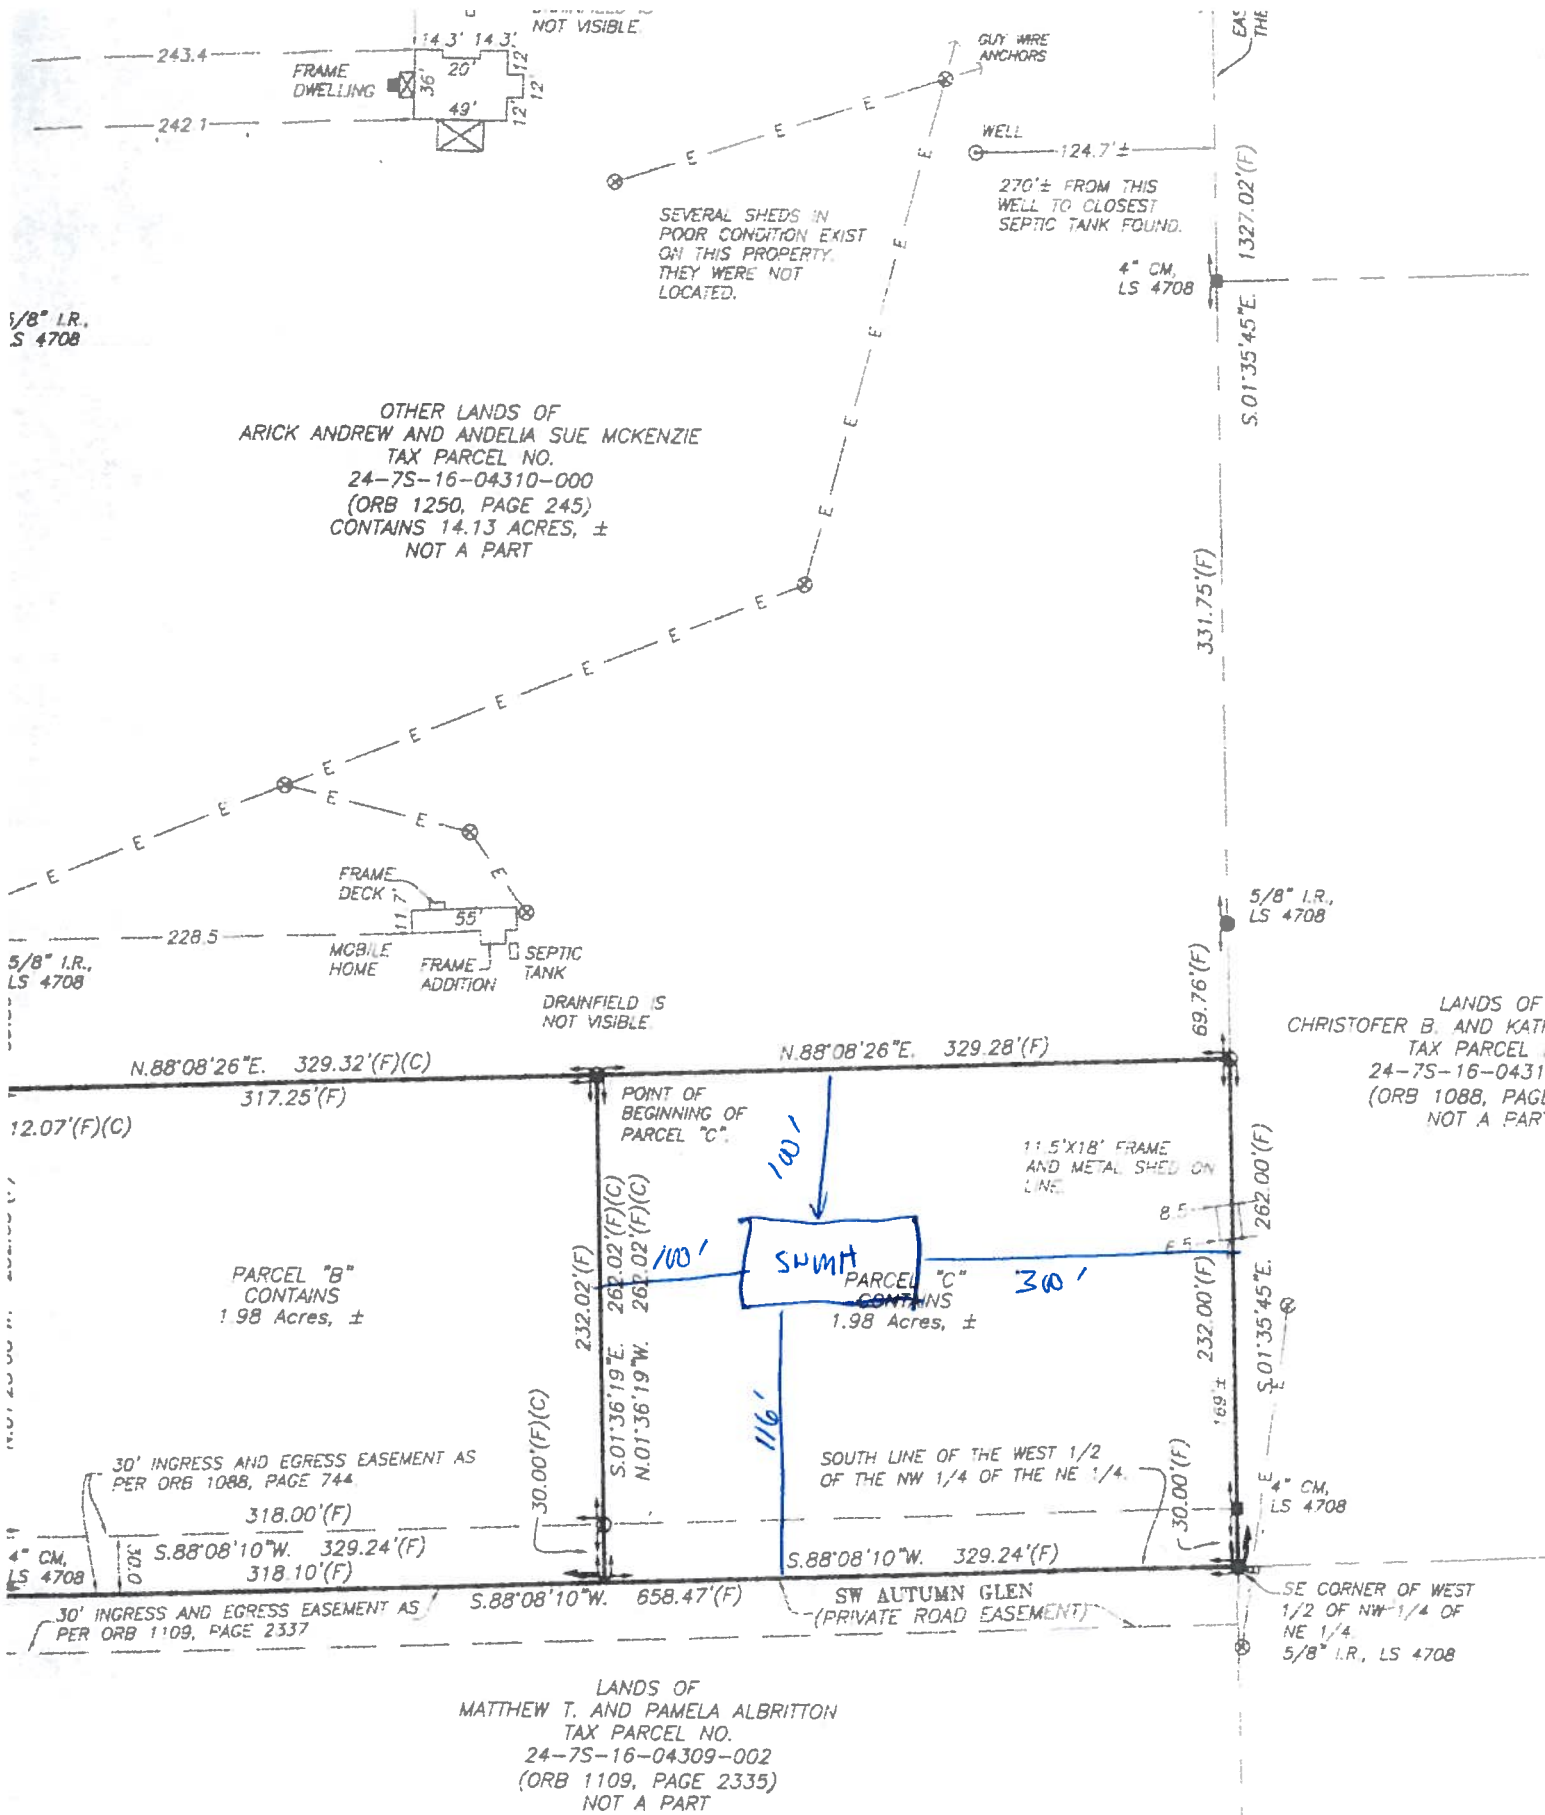 NOT VISIBLE.
243.4
242.1
FRAME
DWELLING
14.3' 14.3'
20'
36'
49'
12'
12'
12'
GUY WIRE
ANCHORS
WELL
124.7'±
270'± FROM THIS
WELL TO CLOSEST
SEPTIC TANK FOUND.
SEVERAL SHEDS IN
POOR CONDITION EXIST
ON THIS PROPERTY.
THEY WERE NOT
LOCATED.
4" CM,
LS 4708
S.01°35'45"E. 1327.02'(F)
5/8" I.R.,
LS 4708
OTHER LANDS OF
ARICK ANDREW AND ANDELIA SUE MCKENZIE
TAX PARCEL NO.
24-7S-16-04310-000
(ORB 1250, PAGE 245)
CONTAINS 14.13 ACRES, ±
NOT A PART
331.75'(F)
E E E E E E E E E E E E E E E E E E
FRAME
DECK
11.7'
55'
228.5
MOBILE
HOME
FRAME
ADDITION
SEPTIC
TANK
DRAINFIELD IS
NOT VISIBLE.
5/8" I.R.,
LS 4708
5/8" I.R.,
LS 4708
69.76'(F)
LANDS OF
CHRISTOFER B. AND
TAX PARCEL
24-7S-16-0431
(ORB 1088, PAGE
NOT A PART
N.88°08'26"E. 329.32'(F)(C)
317.25'(F)
12.07'(F)(C)
N.88°08'26"E. 329.28'(F)
POINT OF
BEGINNING OF
PARCEL "C".
100'
11.5'X18' FRAME
AND METAL SHED ON
LINE.
8.5
6.5
S.01°35'45"E. 262.00'(F)
232.00'(F)
169'±
PARCEL "B"
CONTAINS
1.98 Acres, ±
232.02'(F)
S.01°36'19"E. 262.02'(F)(C)
N.01°36'19"W. 262.02'(F)(C)
100'
SWMH
PARCEL "C"
CONTAINS
1.98 Acres, ±
300'
116'
30' INGRESS AND EGRESS EASEMENT AS
PER ORB 1088, PAGE 744
30.00'(F)(C)
SOUTH LINE OF THE WEST 1/2
OF THE NW 1/4 OF THE NE 1/4.
30.00'(F)
4" CM,
LS 4708
318.00'(F)
S.88°08'10"W. 329.24'(F)
318.10'(F)
30.0'
4" CM,
LS 4708
S.88°08'10"W. 329.24'(F)
S.88°08'10"W. 658.47'(F)
SW AUTUMN GLEN
(PRIVATE ROAD EASEMENT)
30' INGRESS AND EGRESS EASEMENT AS
PER ORB 1109, PAGE 2337
SE CORNER OF WEST
1/2 OF NW 1/4 OF
NE 1/4.
5/8" I.R., LS 4708
LANDS OF
MATTHEW T. AND PAMELA ALBRITTON
TAX PARCEL NO.
24-7S-16-04309-002
(ORB 1109, PAGE 2335)
NOT A PART